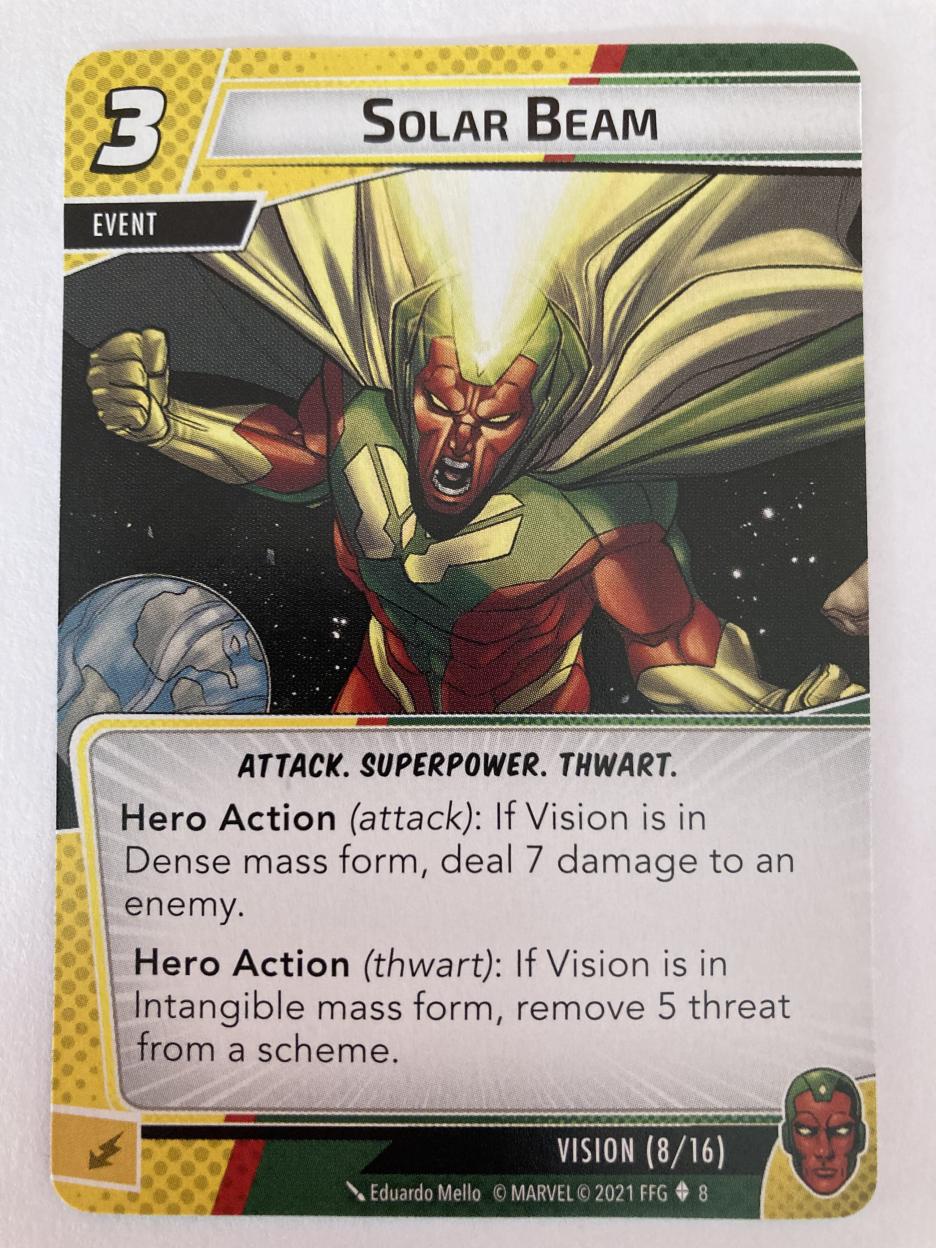 3
SOLAR BEAM
EVENT
ATTACK. SUPERPOWER. THWART.
Hero Action (attack): If Vision is in
Dense mass form, deal 7 damage to an
enemy.
Hero Action (thwart): If Vision is in
Intangible mass form, remove 5 threat
from a scheme.
VISION (8/16)
Eduardo Mello © MARVEL © 2021 FFG 8